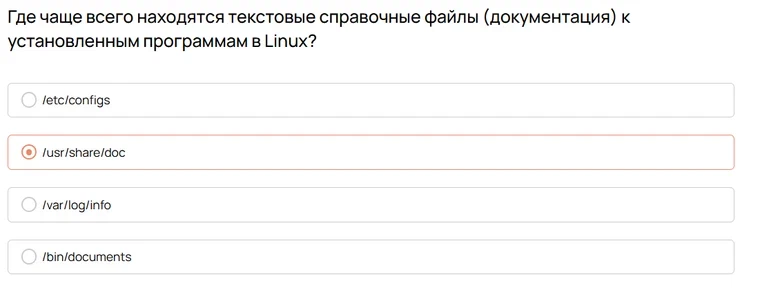 Где чаще всего находятся текстовые справочные файлы (документация) к
установленным программам в Linux?
/etc/configs
/usr/share/doc
/var/log/info
/bin/documents